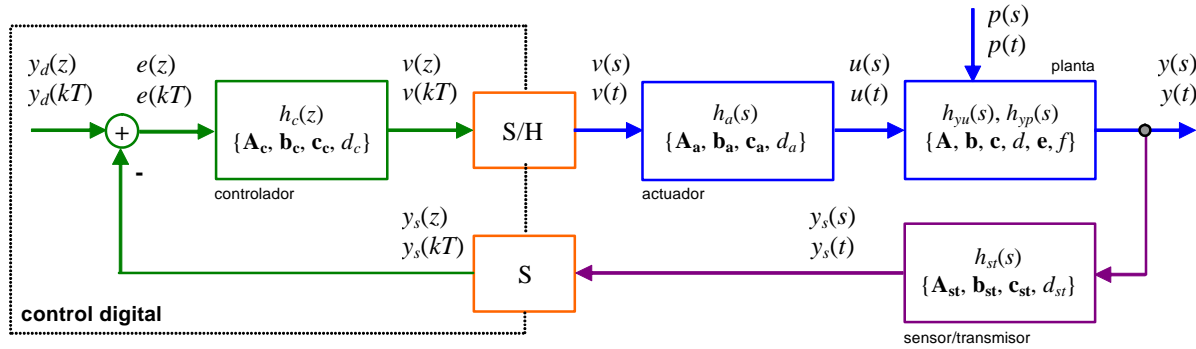 y_d(z)
y_d(kT)
e(z)
e(kT)
+
-
h_c(z)
{A_c, b_c, c_c, d_c}
controlador
v(z)
v(kT)
S/H
v(s)
v(t)
h_a(s)
{A_a, b_a, c_a, d_a}
actuador
u(s)
u(t)
p(s)
p(t)
planta
h_yu(s), h_yp(s)
{A, b, c, d, e, f}
y(s)
y(t)
y_s(z)
y_s(kT)
S
y_s(s)
y_s(t)
h_st(s)
{A_st, b_st, c_st, d_st}
sensor/transmisor
control digital